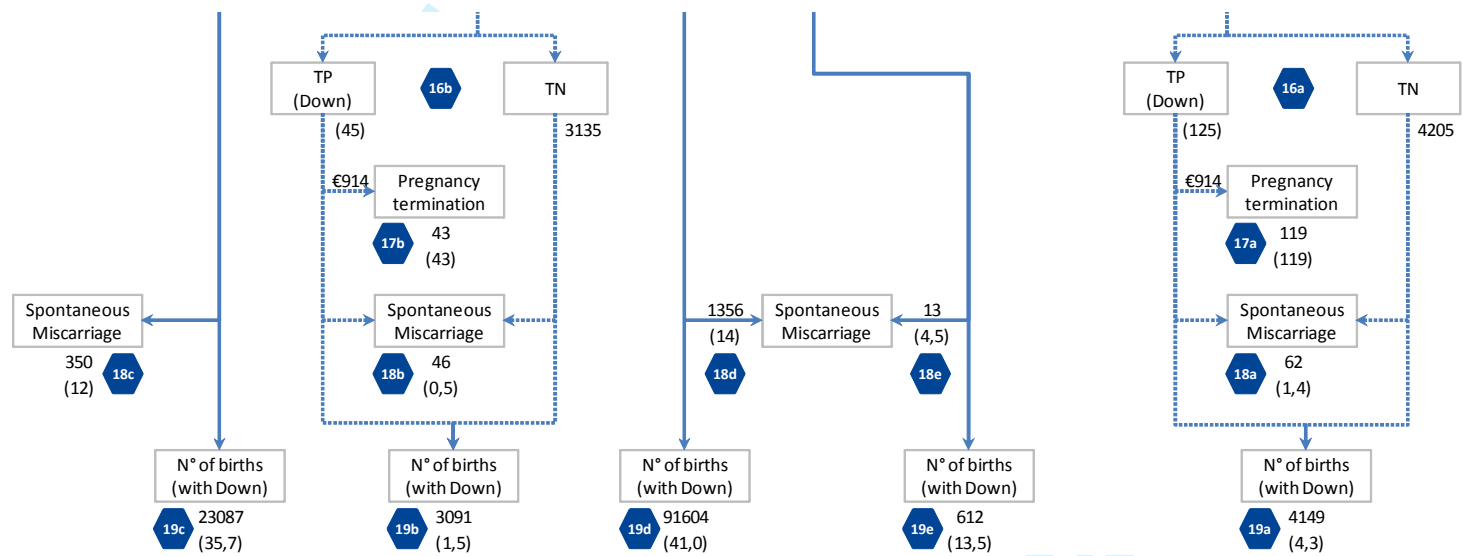 TP
(Down)
16b
TN
(45)
3135
TP
(Down)
16a
TN
(125)
4205
€914
Pregnancy
termination
17b
43
(43)
€914
Pregnancy
termination
17a
119
(119)
Spontaneous
Miscarriage
350
(12)
18c
Spontaneous
Miscarriage
18b
46
(0,5)
1356
(14)
18d
Spontaneous
Miscarriage
13
(4,5)
18e
Spontaneous
Miscarriage
18a
62
(1,4)
N° of births
(with Down)
19c
23087
(35,7)
N° of births
(with Down)
19b
3091
(1,5)
N° of births
(with Down)
19d
91604
(41,0)
N° of births
(with Down)
19e
612
(13,5)
N° of births
(with Down)
19a
4149
(4,3)